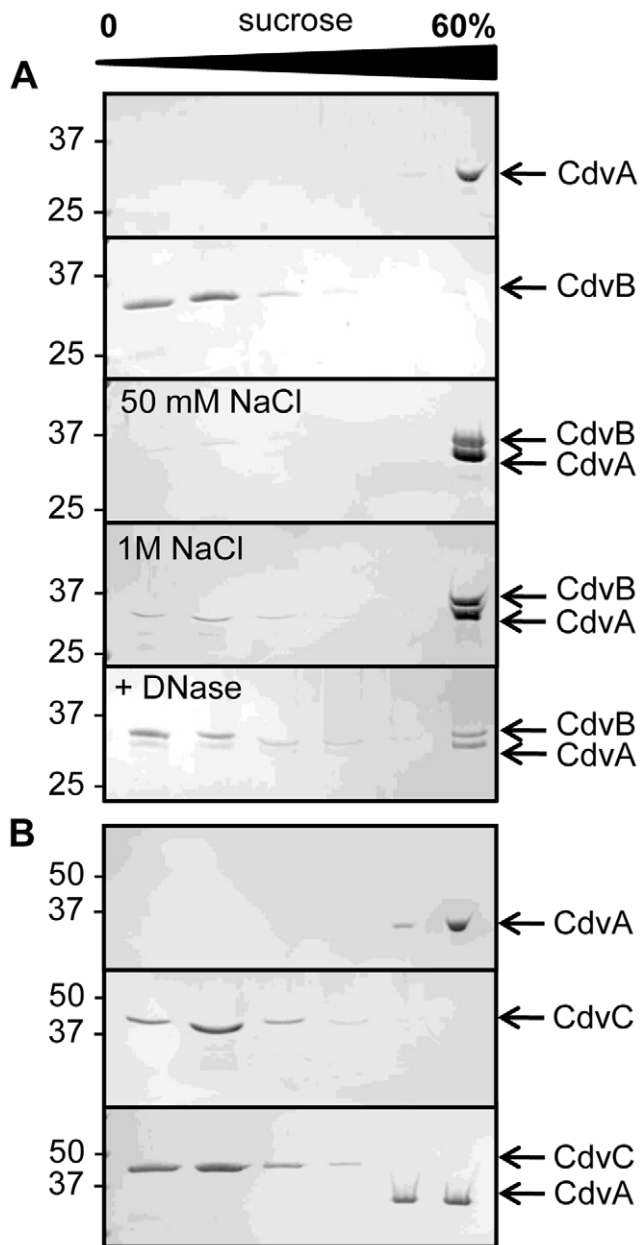 0 sucrose 60%
A
37
25
CdvA
37
25
CdvB
50 mM NaCl
37
25
CdvB
CdvA
1M NaCl
37
25
CdvB
CdvA
+ DNase
37
25
CdvB
CdvA
B
50
37
CdvA
50
37
CdvC
50
37
CdvC
CdvA